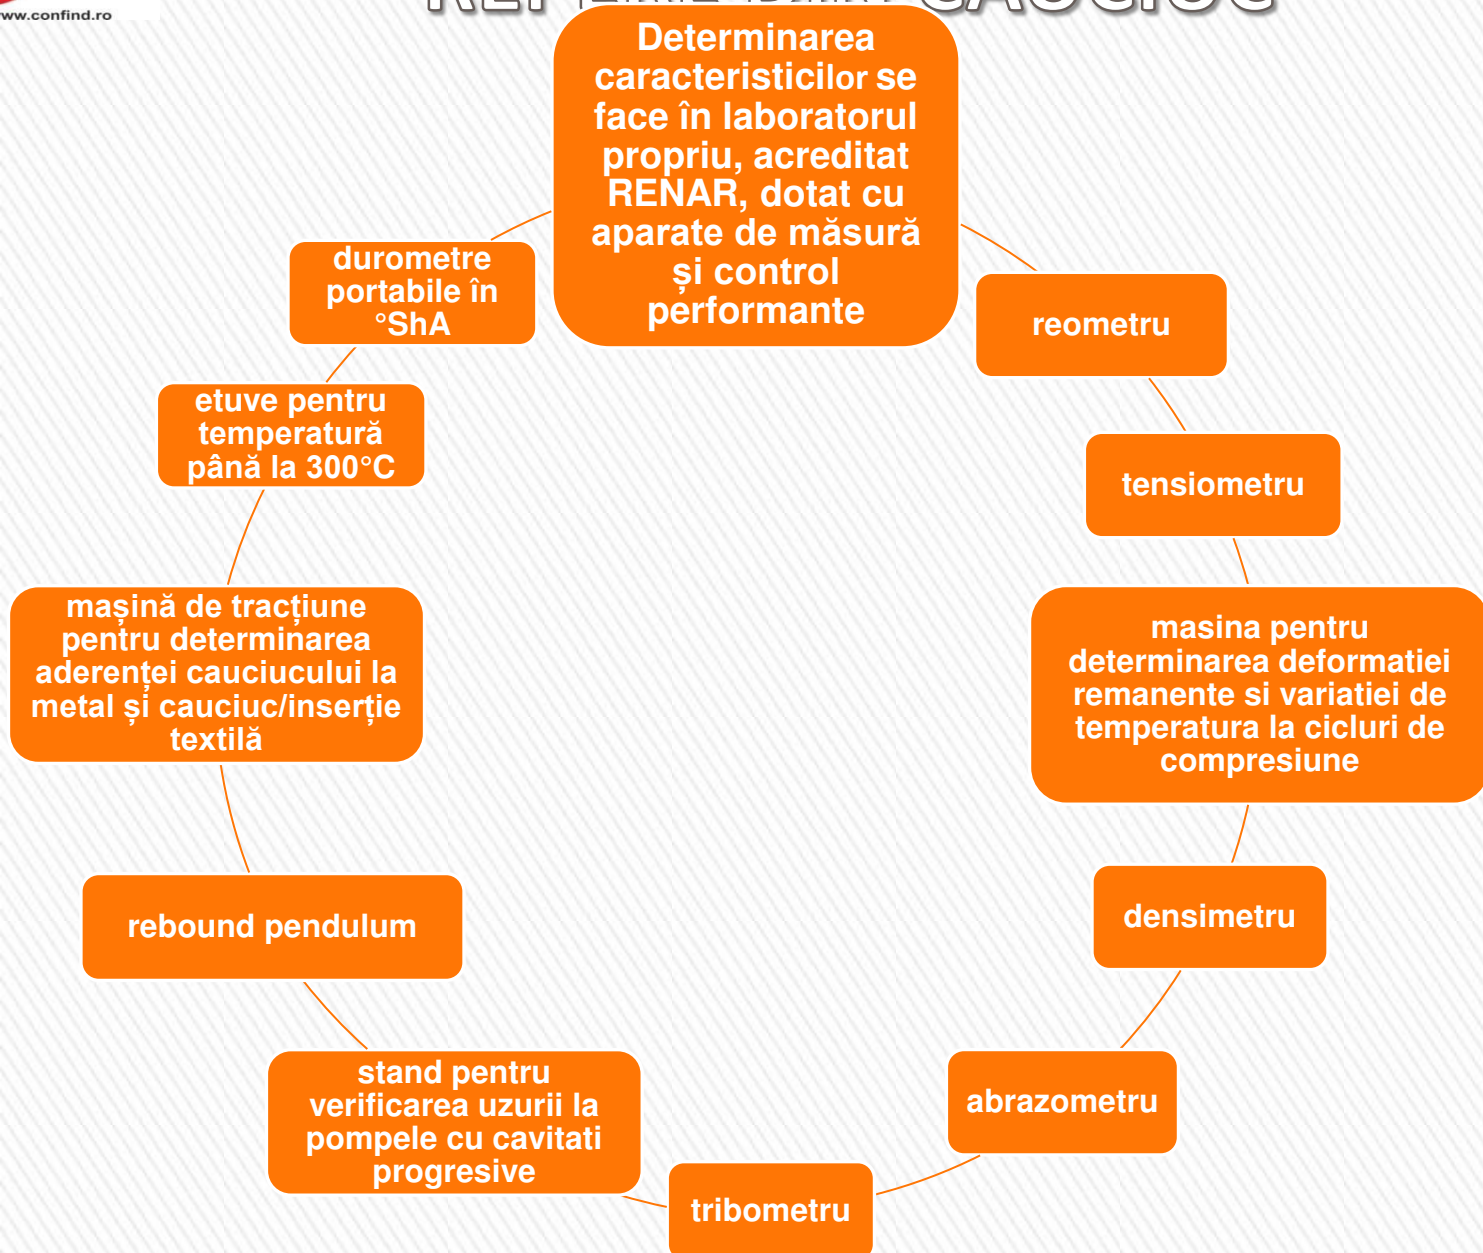 www.confind.ro
CAUCIUC
Determinarea
caracteristicilor se
face în laboratorul
propriu, acreditat
RENAR, dotat cu
aparate de măsură
și control
performante
reometru
tensiometru
masina pentru
determinarea deformatiei
remanente si variatiei de
temperatura la cicluri de
compresiune
densimetru
abrazometru
tribometru
stand pentru
verificarea uzurii la
pompele cu cavitati
progresive
rebound pendulum
mașină de tracțiune
pentru determinarea
aderenței cauciucului la
metal și cauciuc/inserție
textilă
etuve pentru
temperatură
până la 300°C
durometre
portabile în
°ShA